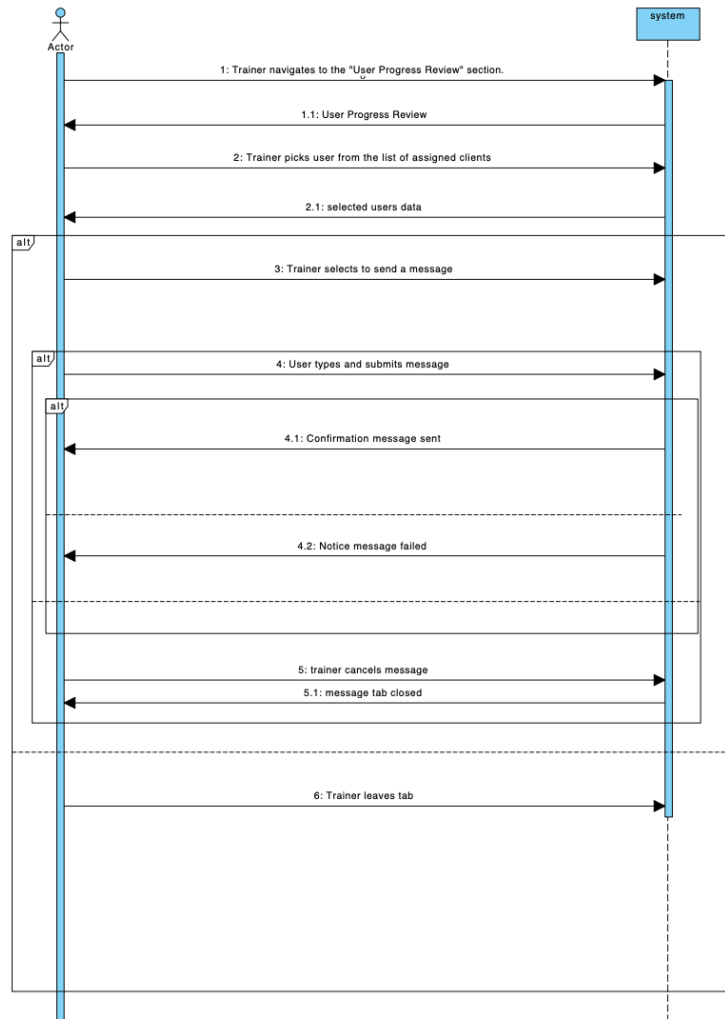 system
Actor
1: Trainer navigates to the "User Progress Review" section.
1.1: User Progress Review
2: Trainer picks user from the list of assigned clients
2.1: selected users data
alt
3: Trainer selects to send a message
alt
4: User types and submits message
alt
4.1: Confirmation message sent
4.2: Notice message failed
5: trainer cancels message
5.1: message tab closed
6: Trainer leaves tab